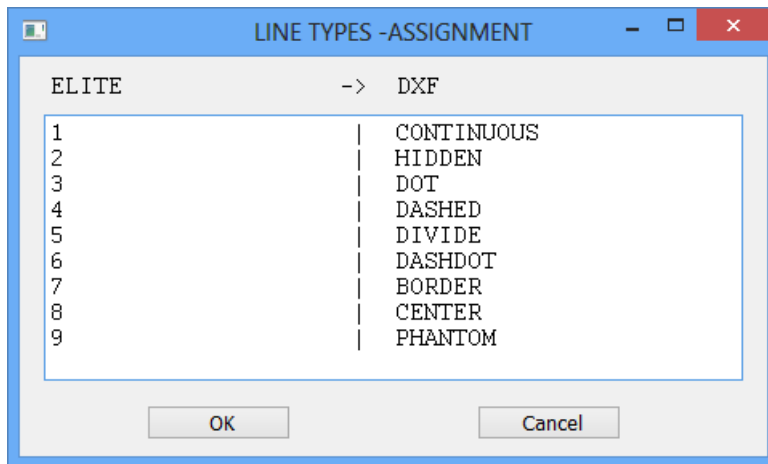 LINE TYPES -ASSIGNMENT
ELITE -> DXF
1 | CONTINUOUS
2 | HIDDEN
3 | DOT
4 | DASHED
5 | DIVIDE
6 | DASHDOT
7 | BORDER
8 | CENTER
9 | PHANTOM
OK Cancel